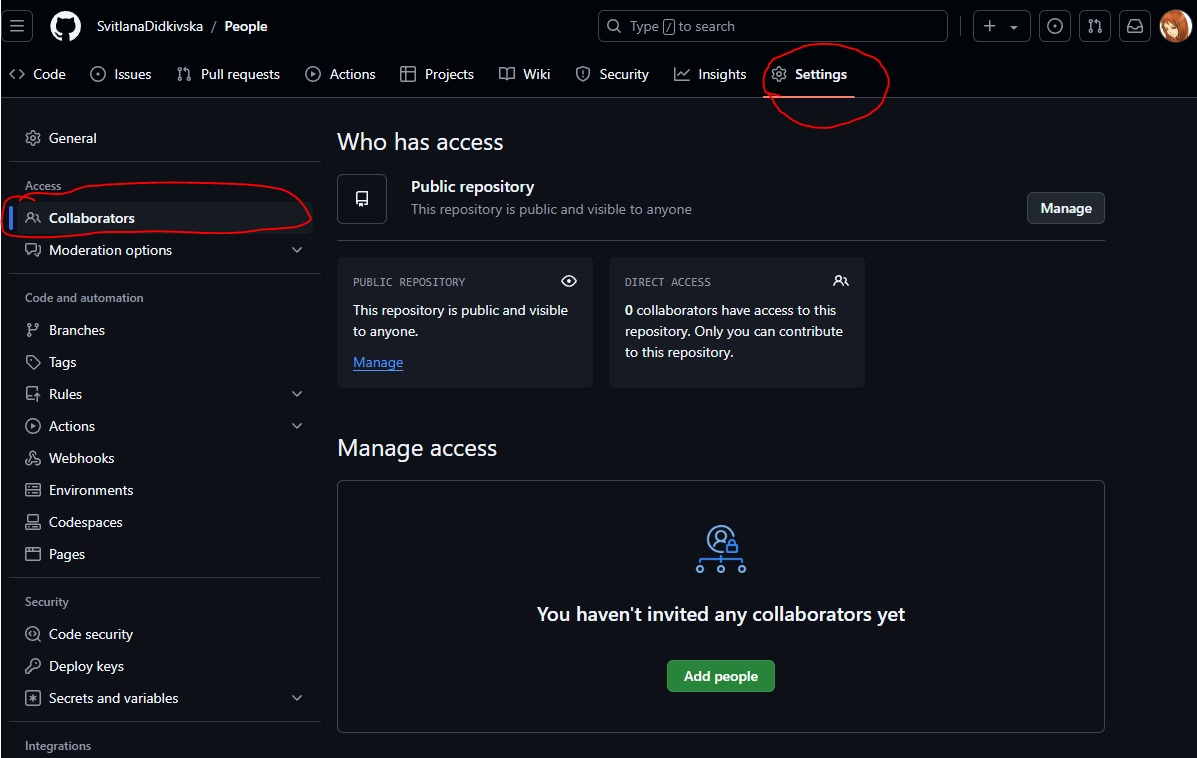 SvitlanaDidkivska / People
Type / to search
Code Issues Pull requests Actions Projects Wiki Security Insights Settings
General
Access
Collaborators
Moderation options
Code and automation
Branches
Tags
Rules
Actions
Webhooks
Environments
Codespaces
Pages
Security
Code security
Deploy keys
Secrets and variables
Integrations
Who has access
Public repository
This repository is public and visible to anyone
Manage
PUBLIC REPOSITORY
This repository is public and visible
to anyone.
Manage
DIRECT ACCESS
0 collaborators have access to this
repository. Only you can contribute
to this repository.
Manage access
You haven't invited any collaborators yet
Add people